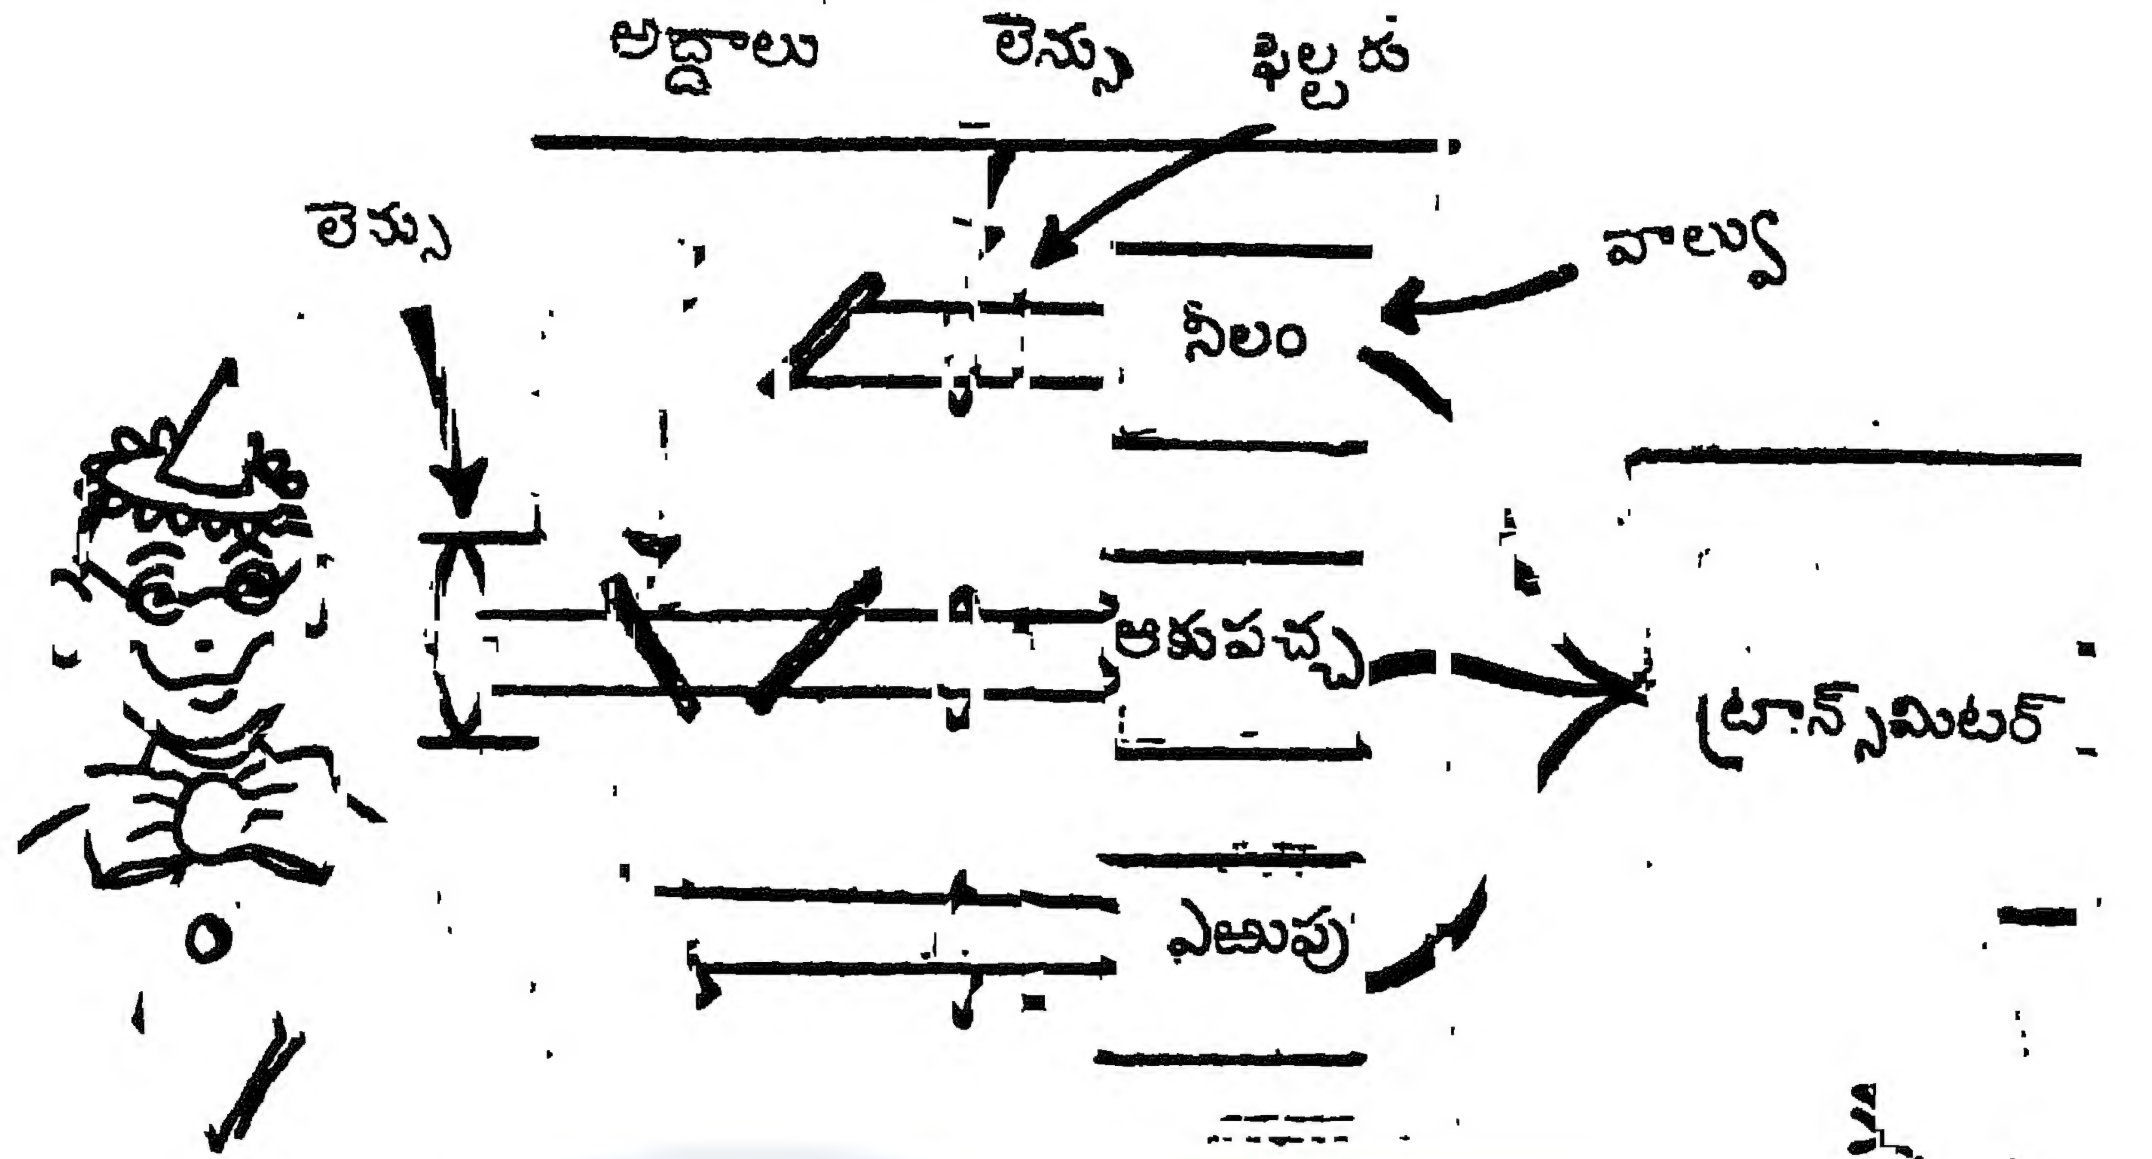 అద్దాలు లెన్సు ఫిల్టరు
లెన్సు
వాల్వు
నీలం
ఆకుపచ్చ
ట్రాన్స్‌మిటర్
ఎఱుపు